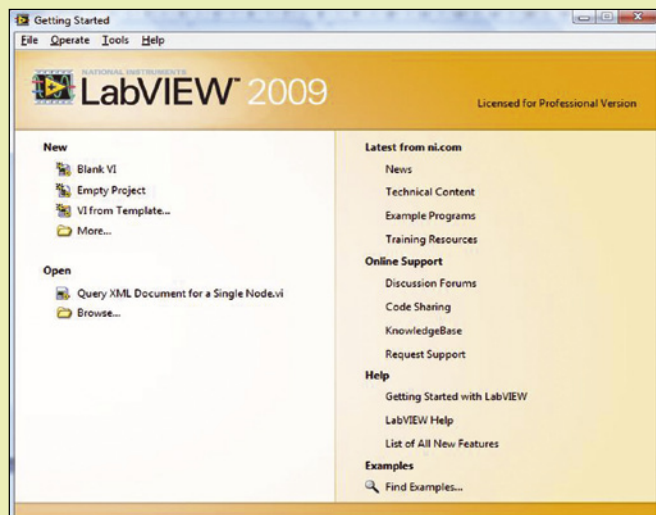 Getting Started
File Operate Tools Help
NATIONAL INSTRUMENTS
LabVIEW™ 2009
Licensed for Professional Version
New
Blank VI
Empty Project
VI from Template...
More...
Open
Query XML Document for a Single Node.vi
Browse...
Latest from ni.com
News
Technical Content
Example Programs
Training Resources
Online Support
Discussion Forums
Code Sharing
KnowledgeBase
Request Support
Help
Getting Started with LabVIEW
LabVIEW Help
List of All New Features
Examples
Find Examples...